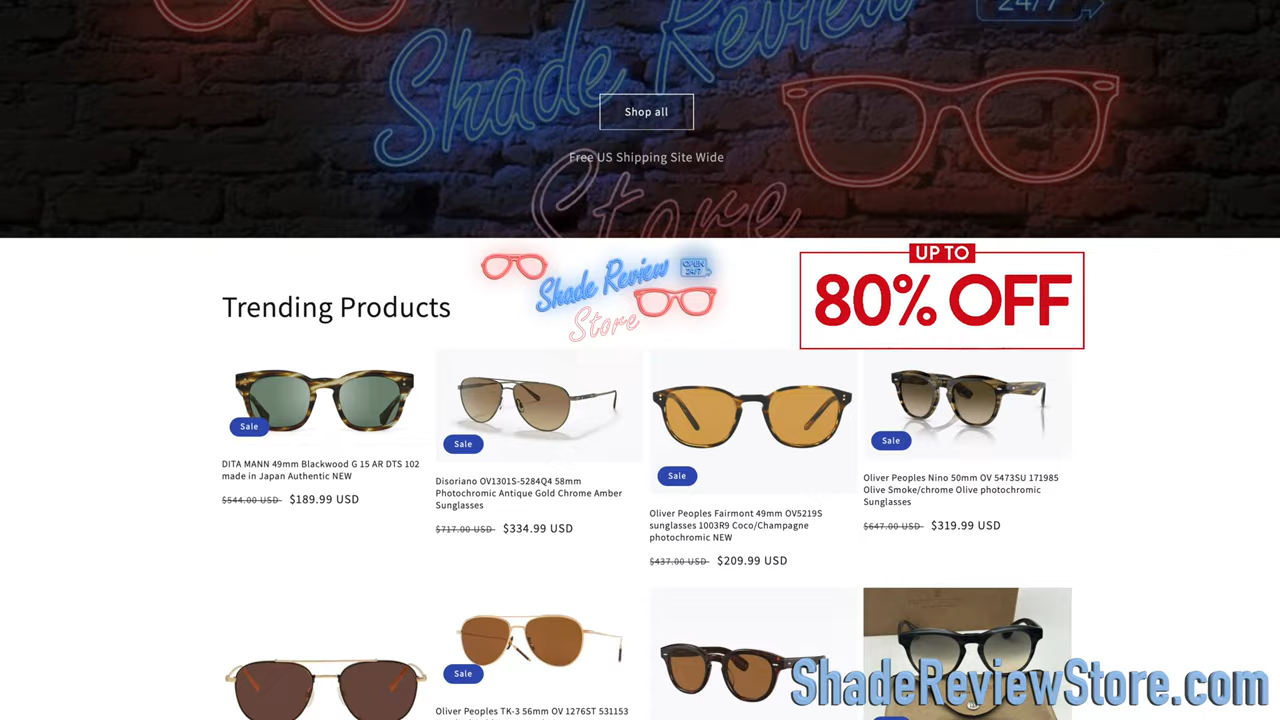 Shade Review
24/7
Shop all
Free US Shipping Site Wide
Store
UP TO
80% OFF
OPEN
24/7
Shade Review
Store
Trending Products
Sale
Sale
Sale
Sale
DITA MANN 49mm Blackwood G 15 AR DTS 102
made in Japan Authentic NEW
$544.00 USD $189.99 USD
Disoriano OV1301S-5284Q4 58mm
Photochromic Antique Gold Chrome Amber
Sunglasses
$717.00 USD $334.99 USD
Oliver Peoples Fairmont 49mm OV5219S
sunglasses 1003R9 Coco/Champagne
photochromic NEW
$437.00 USD $209.99 USD
Oliver Peoples Nino 50mm OV 5473SU 171985
Olive Smoke/chrome Olive photochromic
Sunglasses
$647.00 USD $319.99 USD
Sale
Oliver Peoples TK-3 56mm OV 1276ST 531153
ShadeReviewStore.com